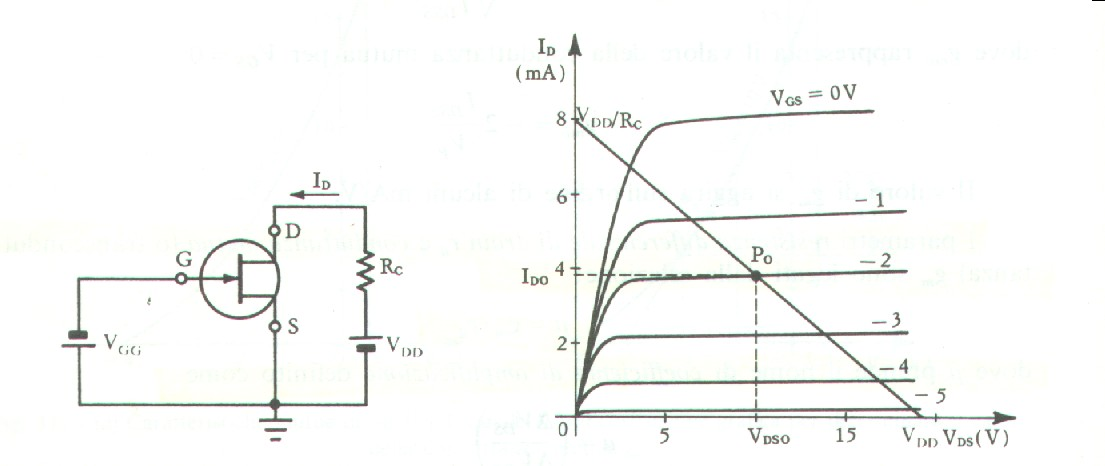 I_D
(mA)
V_GS = 0V
8
V_DD/R_C
6
-1
I_D
D
G
R_C
P_0
-2
4
I_DO
S
-3
V_GG
V_DD
2
-4
-5
0
5
V_DSO
15
V_DD
V_DS (V)